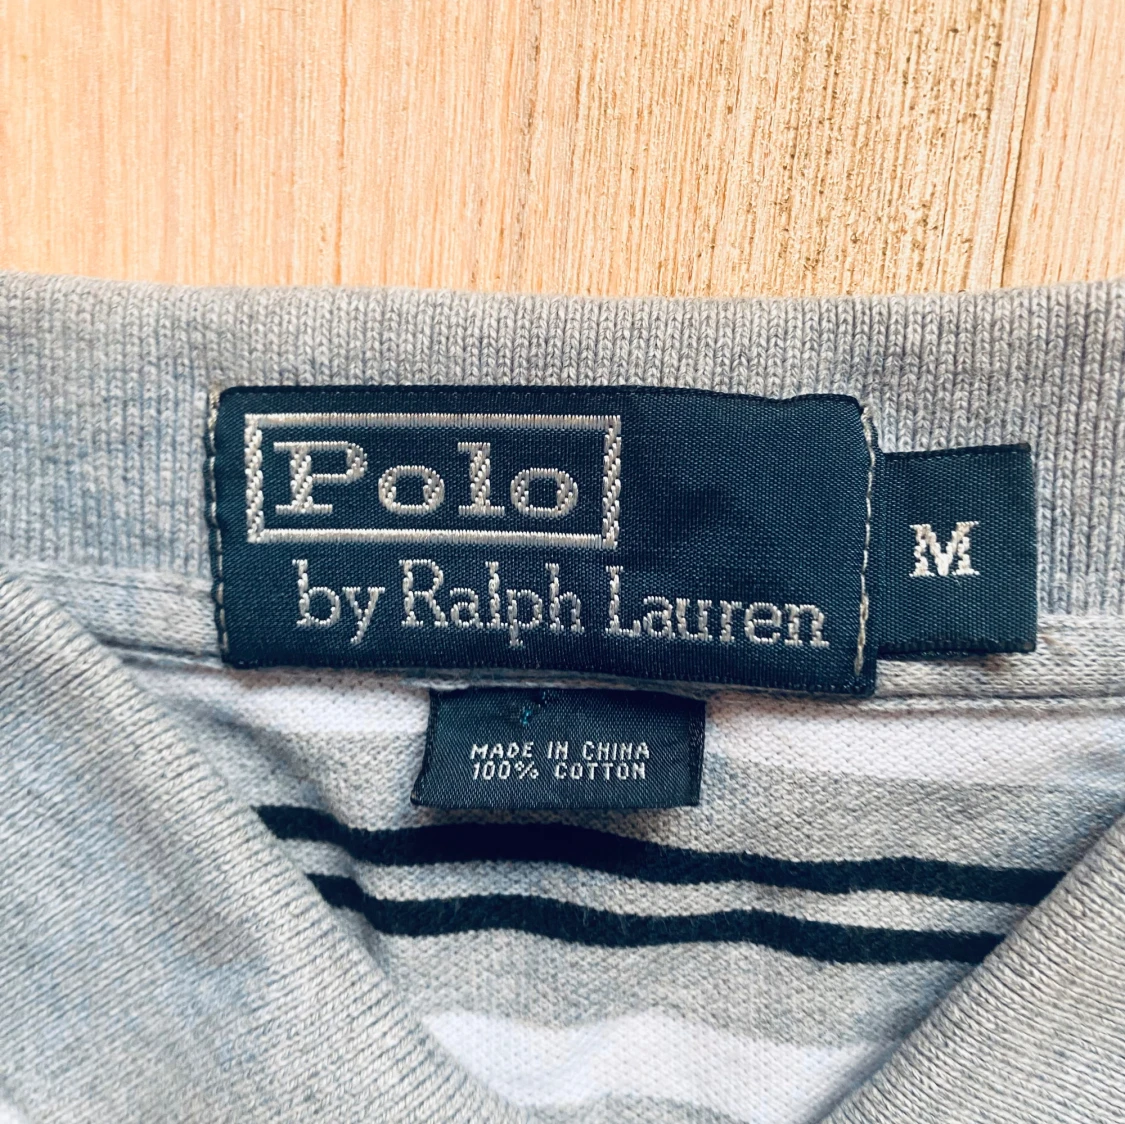 Polo
by Ralph Lauren
M
MADE IN CHINA
100% COTTON